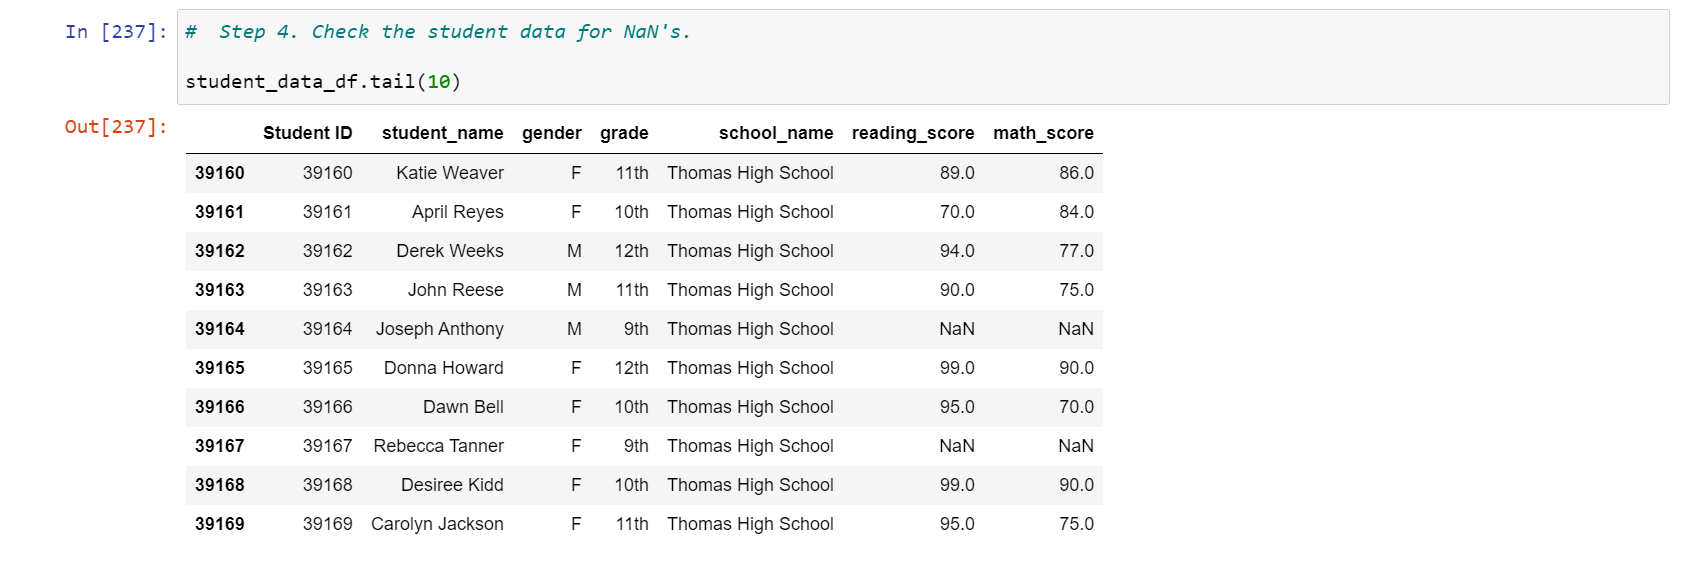 In [237]: #  Step 4. Check the student data for NaN's.
student_data_df.tail(10)
Out[237]:
Student ID student_name gender grade school_name reading_score math_score
39160 39160 Katie Weaver F 11th Thomas High School 89.0 86.0
39161 39161 April Reyes F 10th Thomas High School 70.0 84.0
39162 39162 Derek Weeks M 12th Thomas High School 94.0 77.0
39163 39163 John Reese M 11th Thomas High School 90.0 75.0
39164 39164 Joseph Anthony M 9th Thomas High School NaN NaN
39165 39165 Donna Howard F 12th Thomas High School 99.0 90.0
39166 39166 Dawn Bell F 10th Thomas High School 95.0 70.0
39167 39167 Rebecca Tanner F 9th Thomas High School NaN NaN
39168 39168 Desiree Kidd F 10th Thomas High School 99.0 90.0
39169 39169 Carolyn Jackson F 11th Thomas High School 95.0 75.0